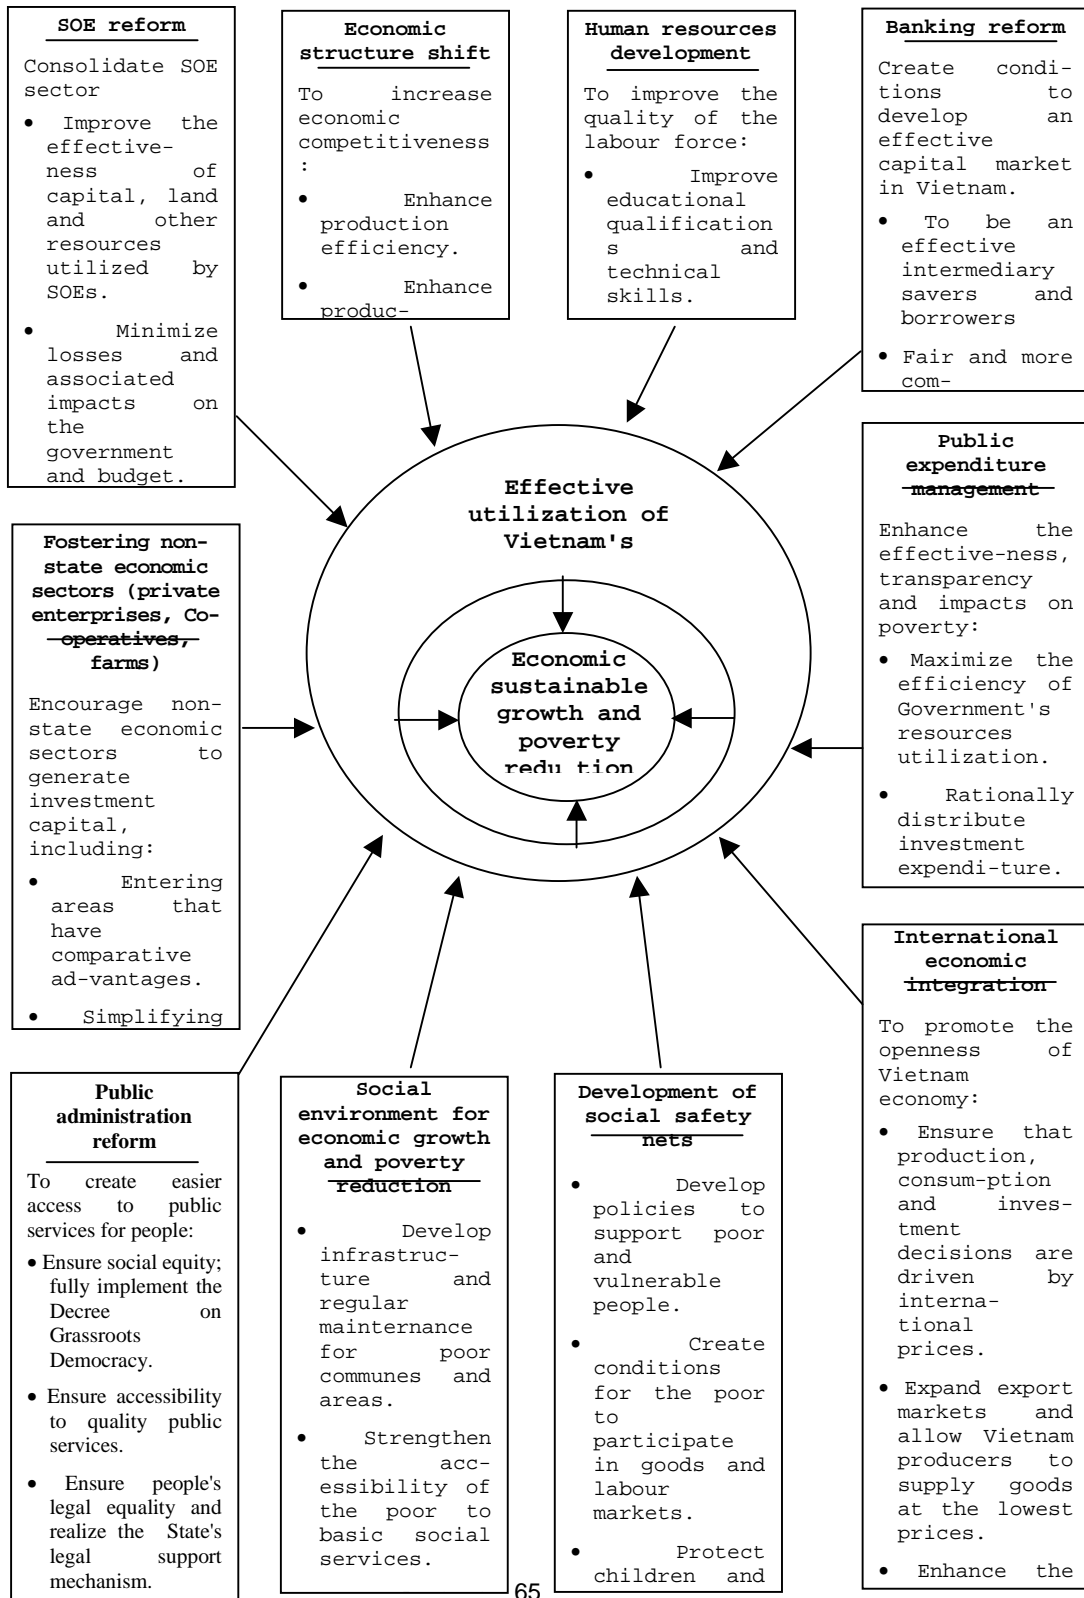 SOE reform
Consolidate SOE
sector
• Improve the
effective-
ness of
capital, land
and other
resources
utilized by
SOEs.
• Minimize
losses and
associated
impacts on
the
government
and budget.
Economic
structure shift
To increase
economic
competitiveness
:
• Enhance
production
efficiency.
• Enhance
produc-
Human resources
development
To improve the
quality of the
labour force:
• Improve
educational
qualification
s and
technical
skills.
Banking reform
Create condi-
tions to
develop an
effective
capital market
in Vietnam.
• To be an
effective
intermediary
savers and
borrowers
• Fair and more
com-
Effective
utilization of
Vietnam's
Economic
sustainable
growth and
poverty
redu tion
Fostering non-
state economic
sectors (private
enterprises, Co-
operatives,
farms)
Encourage non-
state economic
sectors to
generate
investment
capital,
including:
• Entering
areas that
have
comparative
ad-vantages.
• Simplifying
Public
expenditure
management
Enhance the
effective-ness,
transparency
and impacts on
poverty:
• Maximize the
efficiency of
Government's
resources
utilization.
• Rationally
distribute
investment
expendi-ture.
Public
administration
reform
To create easier
access to public
services for people:
• Ensure social equity;
fully implement the
Decree on
Grassroots
Democracy.
• Ensure accessibility
to quality public
services.
• Ensure people's
legal equality and
realize the State's
legal support
mechanism.
Social
environment for
economic growth
and poverty
reduction
• Develop
infrastruc-
ture and
regular
mainternance
for poor
communes and
areas.
• Strengthen
the acc-
essibility of
the poor to
basic social
services.
Development of
social safety
nets
• Develop
policies to
support poor
and
vulnerable
people.
• Create
conditions
for the poor
to
participate
in goods and
labour
markets.
• Protect
children and
International
economic
integration
To promote the
openness of
Vietnam
economy:
• Ensure that
production,
consum-ption
and inves-
tment
decisions are
driven by
interna-
tional
prices.
• Expand export
markets and
allow Vietnam
producers to
supply goods
at the lowest
prices.
• Enhance the
65